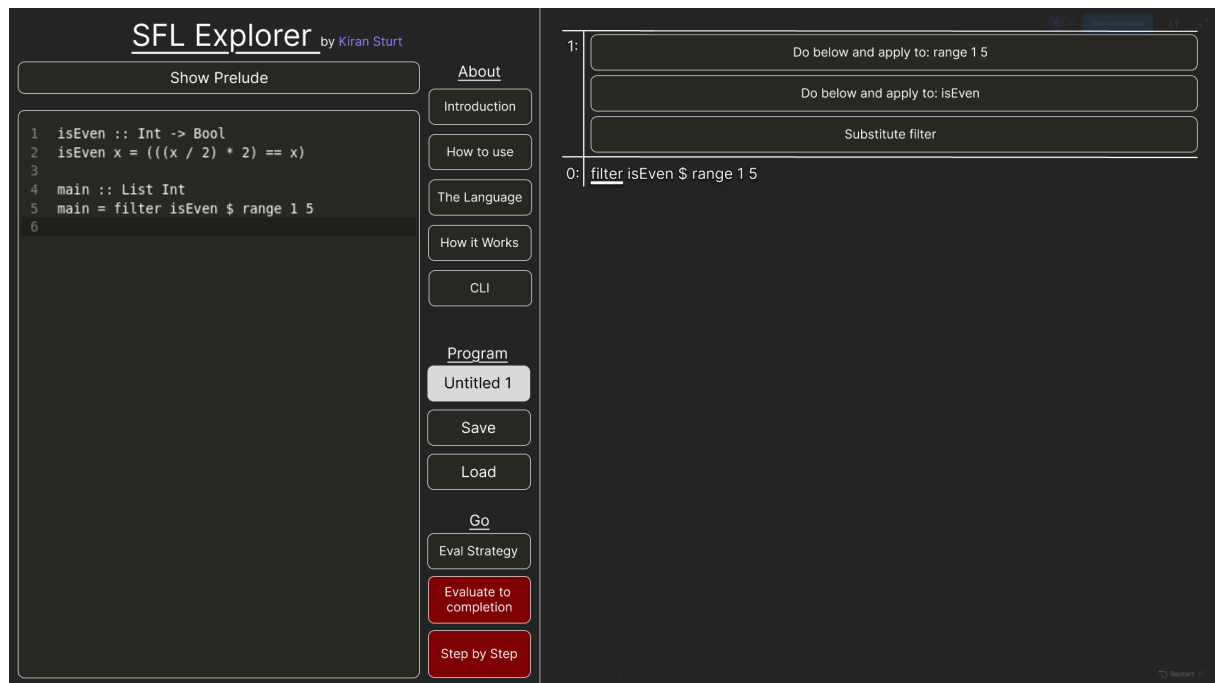 SFL Explorer by Kiran Sturt
Show Prelude
1 isEven :: Int -> Bool
2 isEven x = (((x / 2) * 2) == x)
3
4 main :: List Int
5 main = filter isEven $ range 1 5
6
About
Introduction
How to use
The Language
How it Works
CLI
Program
Untitled 1
Save
Load
Go
Eval Strategy
Evaluate to
completion
Step by Step
1:
Do below and apply to: range 1 5
Do below and apply to: isEven
Substitute filter
0: filter isEven $ range 1 5
Share prototype
Restart